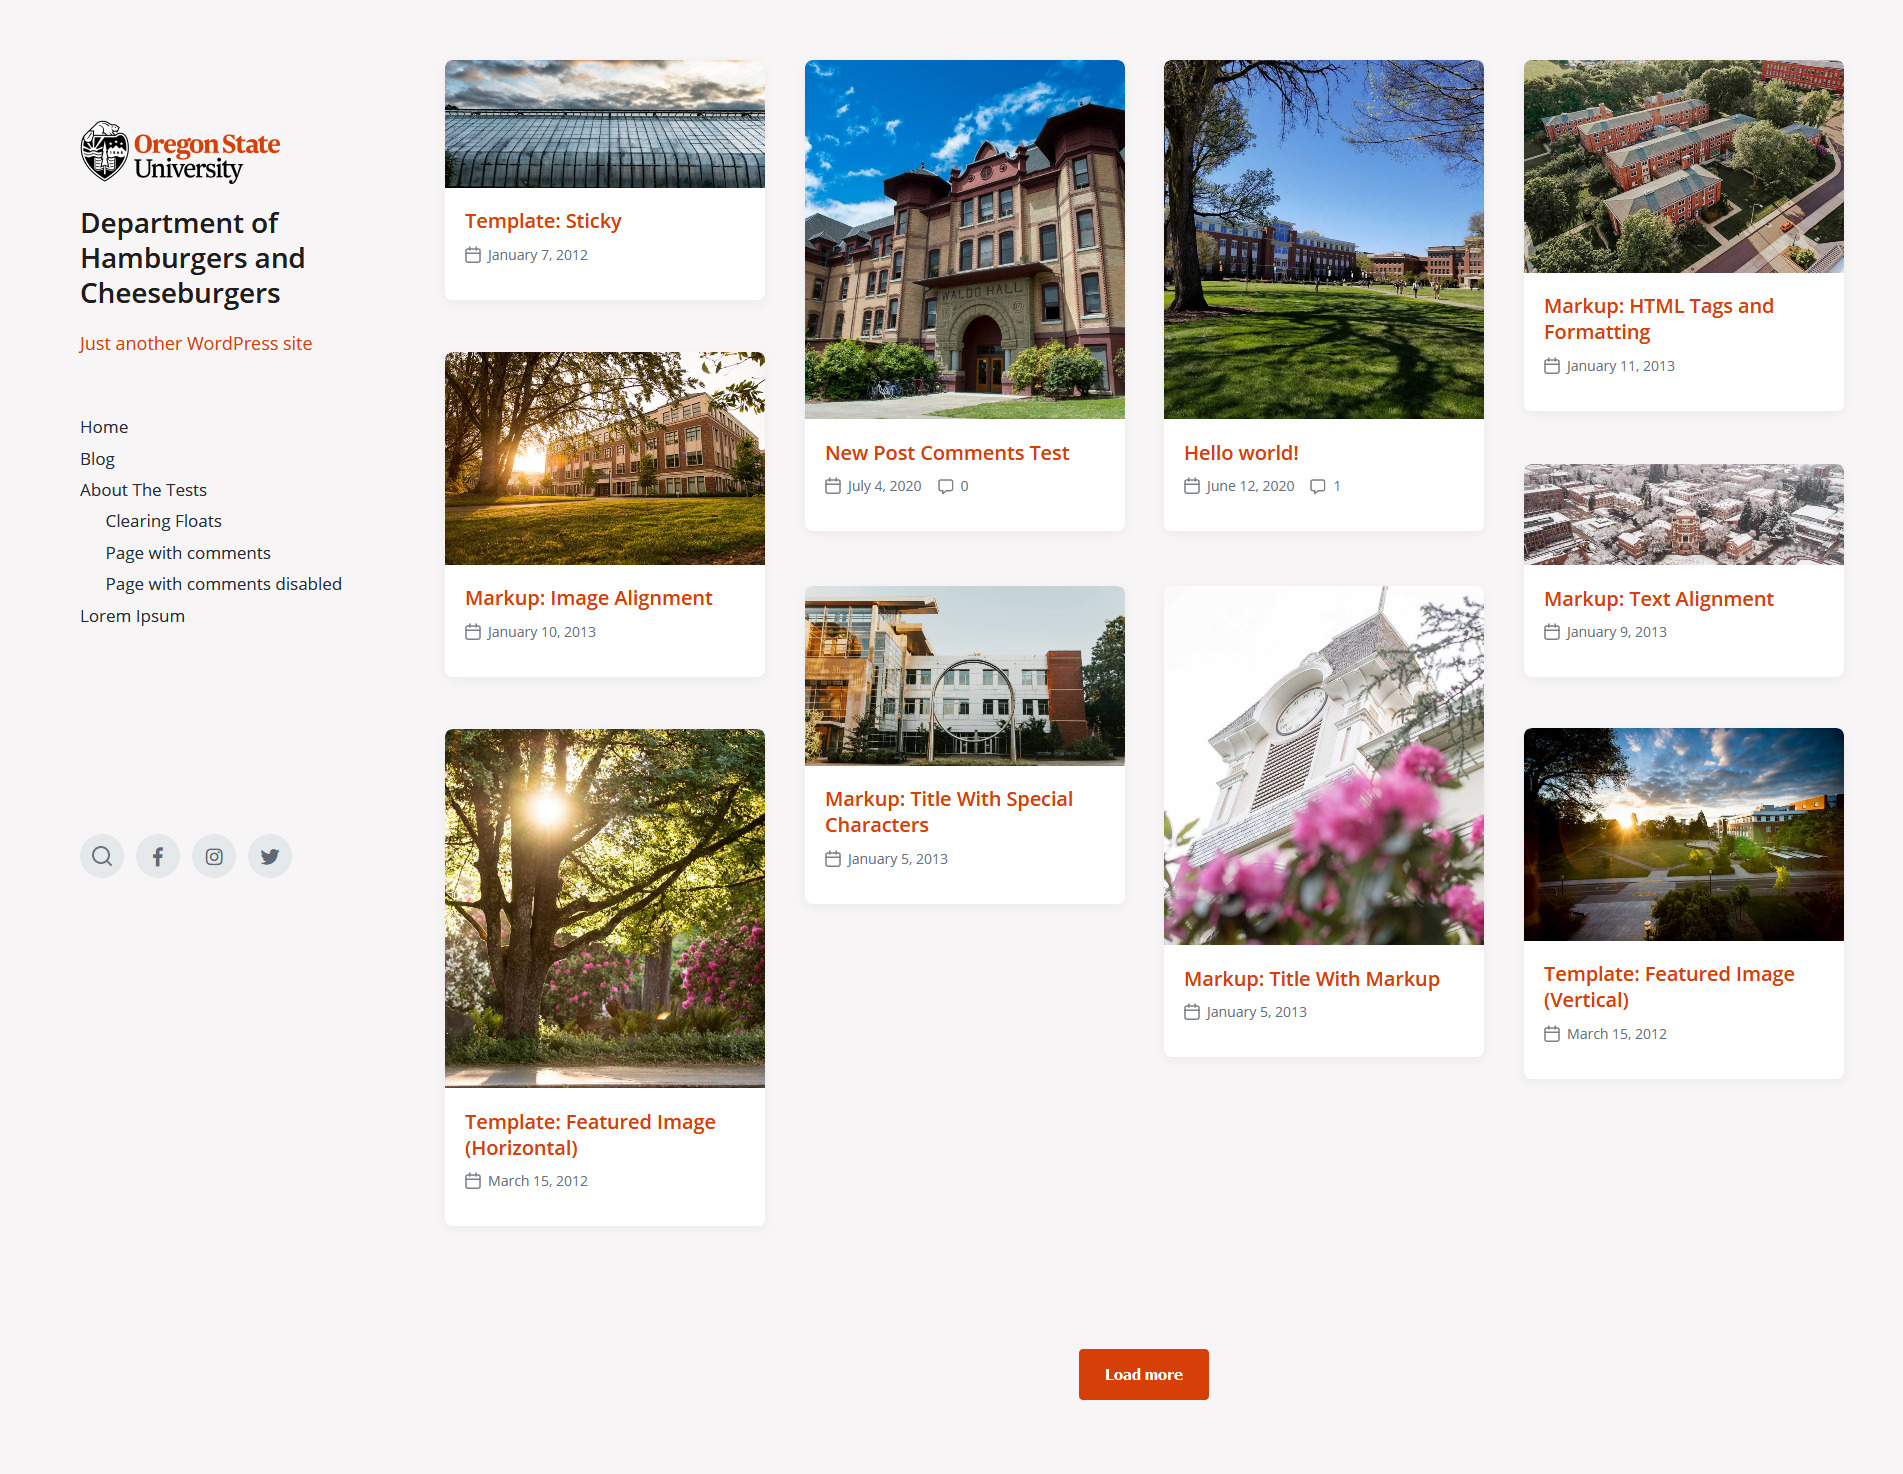 Oregon State
University
Department of
Hamburgers and
Cheeseburgers
Just another WordPress site
Home
Blog
About The Tests
Clearing Floats
Page with comments
Page with comments disabled
Lorem Ipsum
Template: Sticky
January 7, 2012
Markup: Image Alignment
January 10, 2013
Template: Featured Image
(Horizontal)
March 15, 2012
WALDO HALL
New Post Comments Test
July 4, 2020 0
Markup: Title With Special
Characters
January 5, 2013
Hello world!
June 12, 2020 1
Markup: Title With Markup
January 5, 2013
Markup: HTML Tags and
Formatting
January 11, 2013
Markup: Text Alignment
January 9, 2013
Template: Featured Image
(Vertical)
March 15, 2012
Load more